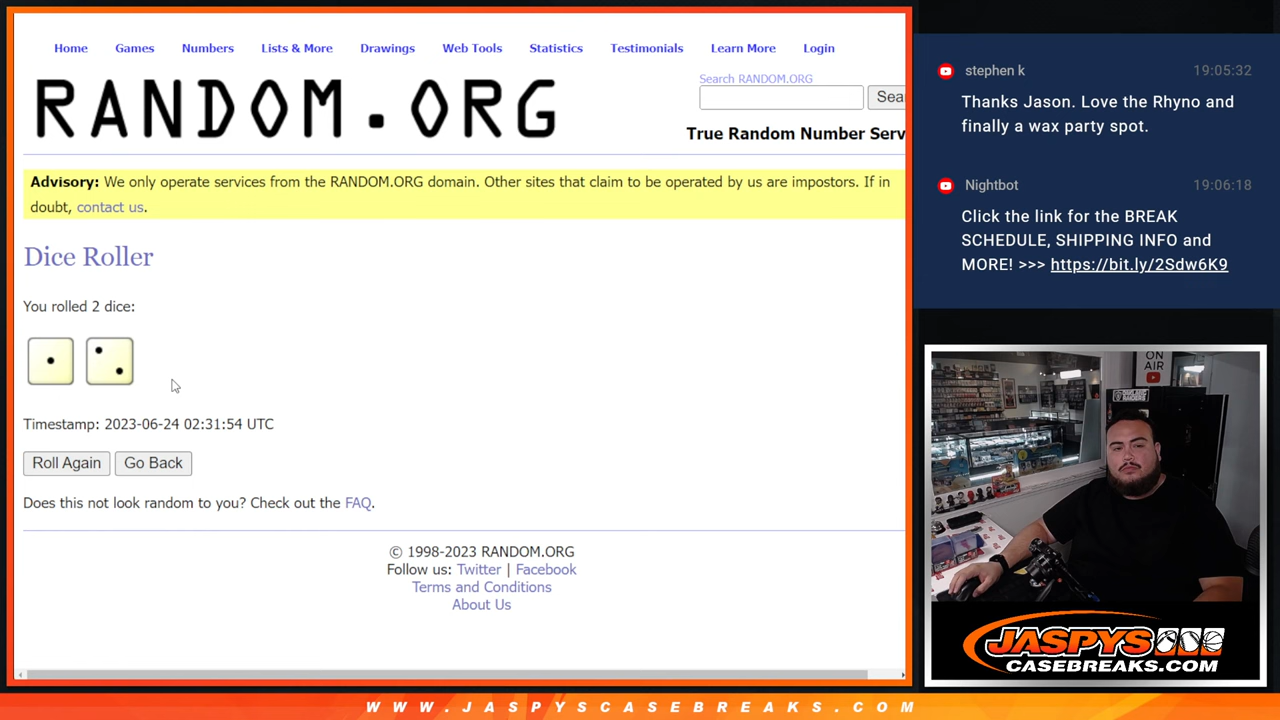 Home Games Numbers Lists & More Drawings Web Tools Statistics Testimonials Learn More Login
RANDOM.ORG
Search RANDOM.ORG
Sea
True Random Number Serv
Advisory: We only operate services from the RANDOM.ORG domain. Other sites that claim to be operated by us are impostors. If in
doubt, contact us.
Dice Roller
You rolled 2 dice:
Timestamp: 2023-06-24 02:31:54 UTC
Roll Again Go Back
Does this not look random to you? Check out the FAQ.
© 1998-2023 RANDOM.ORG
Follow us: Twitter | Facebook
Terms and Conditions
About Us
stephen k 19:05:32
Thanks Jason. Love the Rhyno and
finally a wax party spot.
Nightbot 19:06:18
Click the link for the BREAK
SCHEDULE, SHIPPING INFO and
MORE! >>> https://bit.ly/2Sdw6K9
ON
AIR
JASPYS
CASEBREAKS.COM
WWW.JASPYSCASEBREAKS.COM